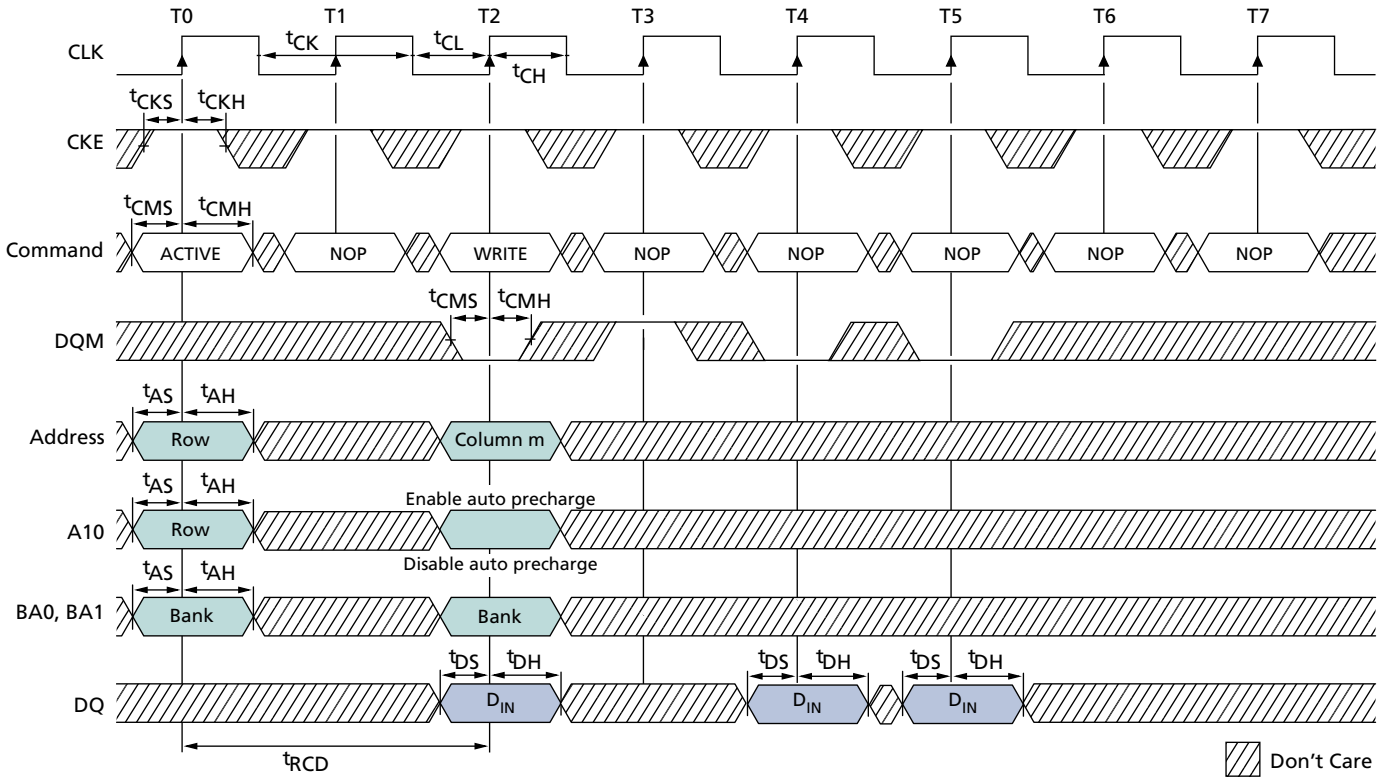 T0 T1 T2 T3 T4 T5 T6 T7
CLK tCK tCL tCH
tCKS tCKH
CKE
tCMS tCMH
Command ACTIVE NOP WRITE NOP NOP NOP NOP NOP
tCMS tCMH
DQM
tAS tAH
Address Row Column m
tAS tAH Enable auto precharge
A10 Row
Disable auto precharge
tAS tAH
BA0, BA1 Bank Bank
tDS tDH tDS tDH tDS tDH
DQ DIN DIN DIN
tRCD
Don't Care